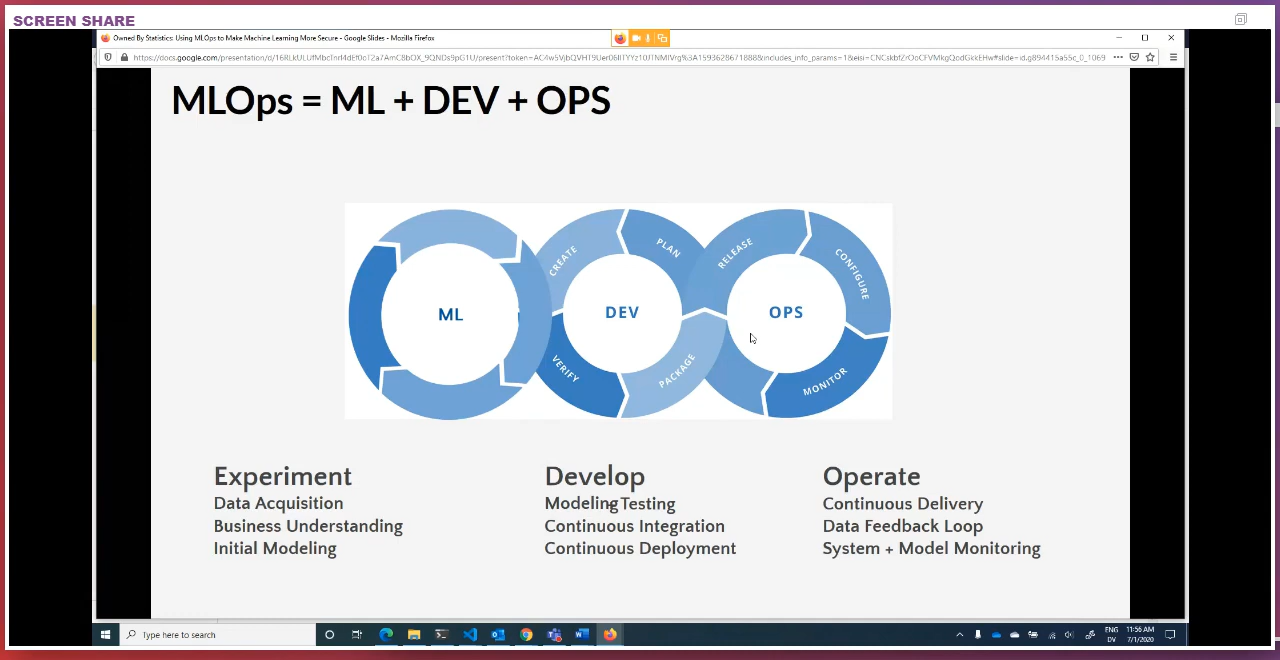 SCREEN SHARE
Owned By Statistics: Using MLOps to Make Machine Learning More Secure - Google Slides - Mozilla Firefox
MLOps = ML + DEV + OPS
ML
DEV
OPS
CREATE
PLAN
VERIFY
PACKAGE
RELEASE
CONFIGURE
MONITOR
Experiment
Data Acquisition
Business Understanding
Initial Modeling
Develop
Modeling + Testing
Continuous Integration
Continuous Deployment
Operate
Continuous Delivery
Data Feedback Loop
System + Model Monitoring
Type here to search
ENG
DV
11:56 AM
7/1/2020